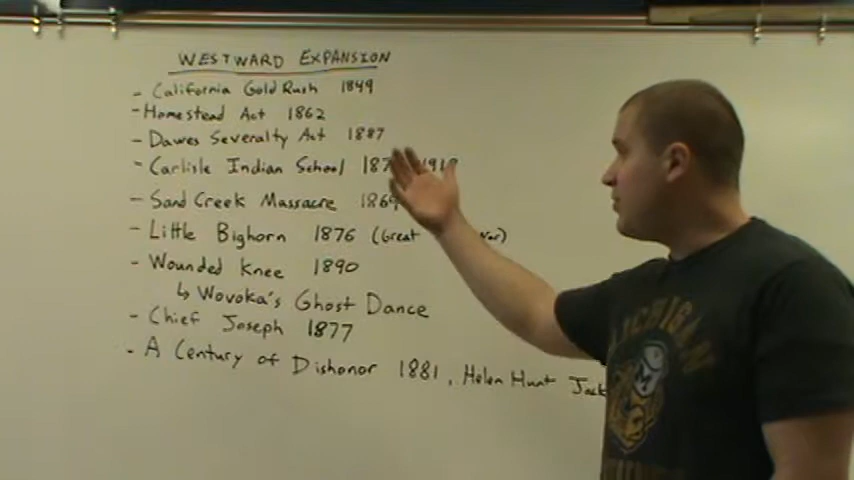 WESTWARD EXPANSION
- California Gold Rush 1849
- Homestead Act 1862
- Dawes Severalty Act 1887
- Carlisle Indian School
- Sand Creek Massacre
- Little Bighorn 1876 (Great
- Wounded Knee 1890
↳ Wovoka's Ghost Dance
- Chief Joseph 1877
- A Century of Dishonor 1881, Helen Hunt Jack
MICHIGAN
M